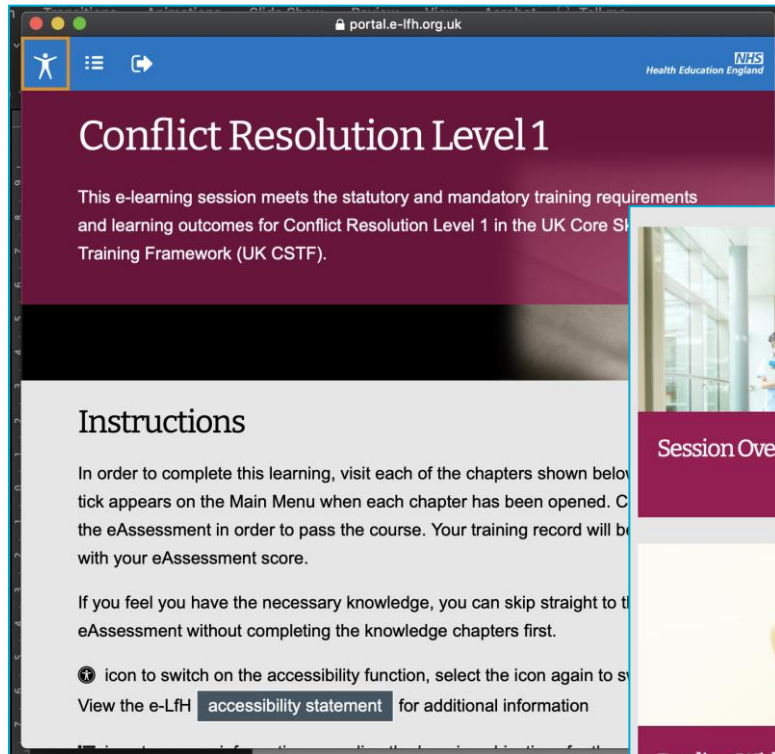 portal.e-lfh.org.uk
NHS
Health Education England
Conflict Resolution Level 1
This e-learning session meets the statutory and mandatory training requirements
and learning outcomes for Conflict Resolution Level 1 in the UK Core
Training Framework (UK CSTF).
Instructions
In order to complete this learning, visit each of the chapters shown
tick appears on the Main Menu when each chapter has been opened.
the eAssessment in order to pass the course. Your training record will
with your eAssessment score.
If you feel you have the necessary knowledge, you can skip straight to
eAssessment without completing the knowledge chapters first.
icon to switch on the accessibility function, select the icon again to
View the e-LfH accessibility statement for additional information
Session